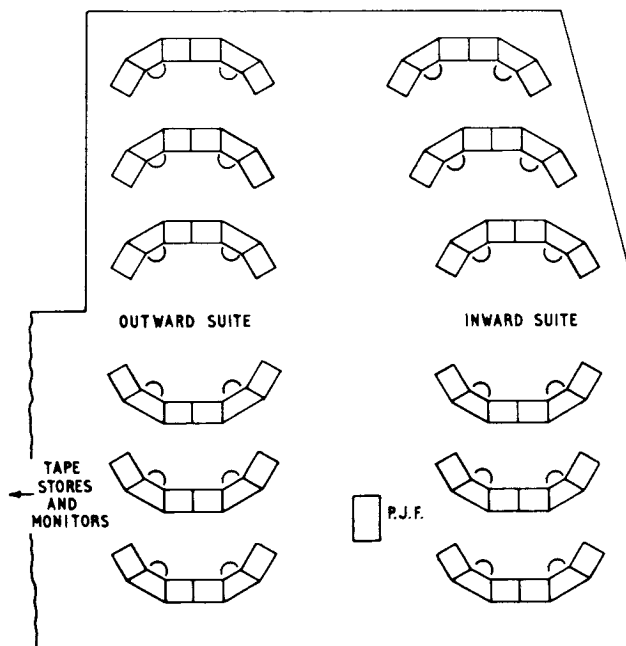 OUTWARD SUITE
INWARD SUITE
TAPE
STORES
AND
MONITORS
P.J.F.